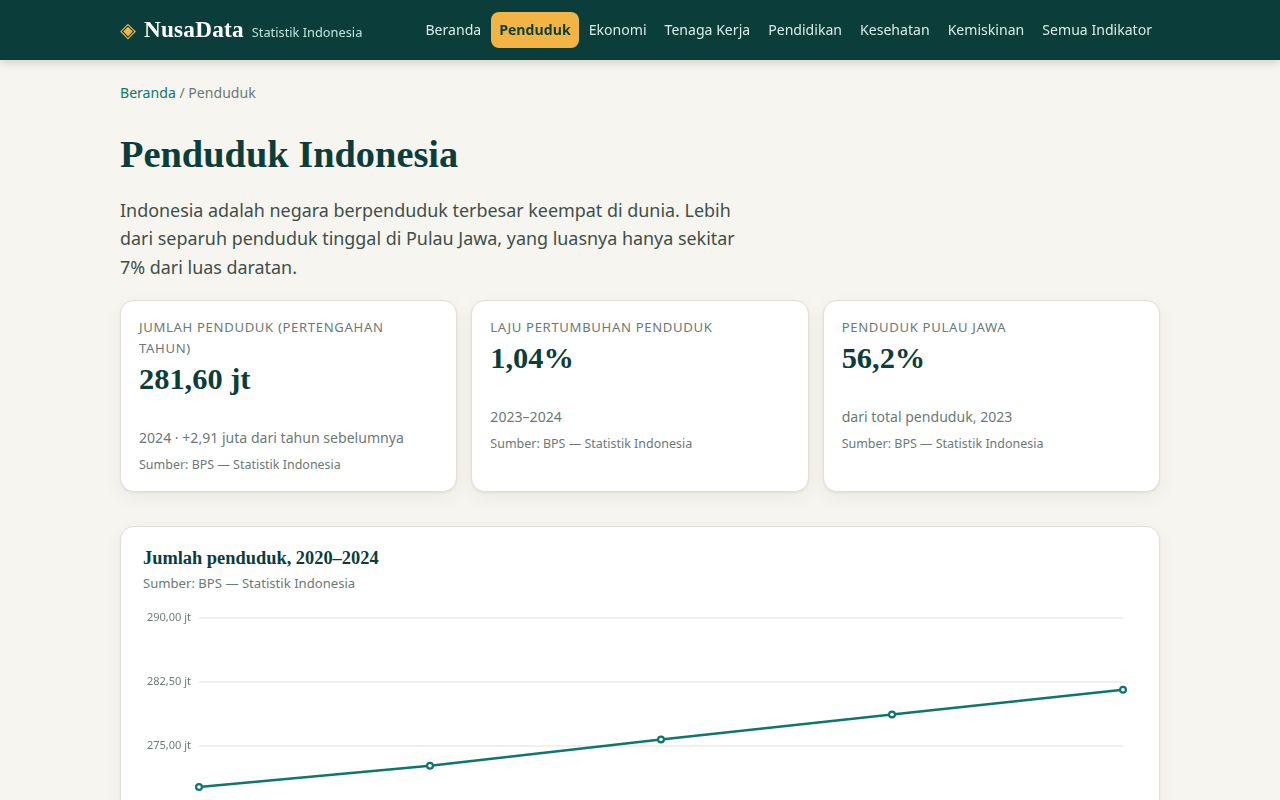 ◈ NusaData Statistik Indonesia Beranda Penduduk Ekonomi Tenaga Kerja Pendidikan Kesehatan Kemiskinan Semua Indikator
Beranda / Penduduk
Penduduk Indonesia
Indonesia adalah negara berpenduduk terbesar keempat di dunia. Lebih
dari separuh penduduk tinggal di Pulau Jawa, yang luasnya hanya sekitar
7% dari luas daratan.
JUMLAH PENDUDUK (PERTENGAHAN
TAHUN)
281,60 jt
2024 · +2,91 juta dari tahun sebelumnya
Sumber: BPS — Statistik Indonesia
LAJU PERTUMBUHAN PENDUDUK
1,04%
2023–2024
Sumber: BPS — Statistik Indonesia
PENDUDUK PULAU JAWA
56,2%
dari total penduduk, 2023
Sumber: BPS — Statistik Indonesia
Jumlah penduduk, 2020–2024
Sumber: BPS — Statistik Indonesia
290,00 jt
282,50 jt
275,00 jt